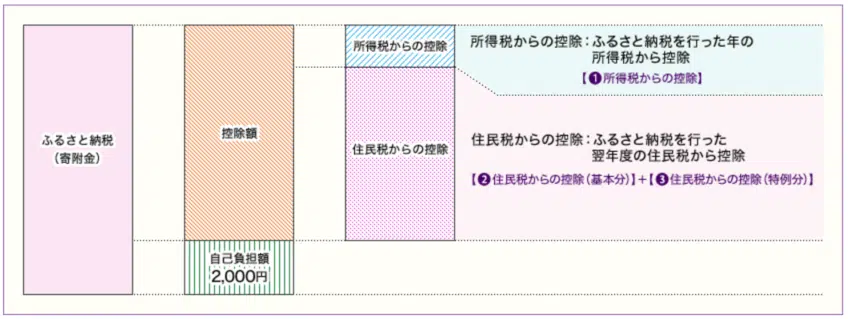 ふるさと納税
（寄附金）
控除額
自己負担額
2,000円
所得税からの控除
住民税からの控除
所得税からの控除：ふるさと納税を行った年の
所得税から控除
【❶所得税からの控除】
住民税からの控除：ふるさと納税を行った
翌年度の住民税から控除
【❷住民税からの控除（基本分）】＋【❸住民税からの控除（特例分）】